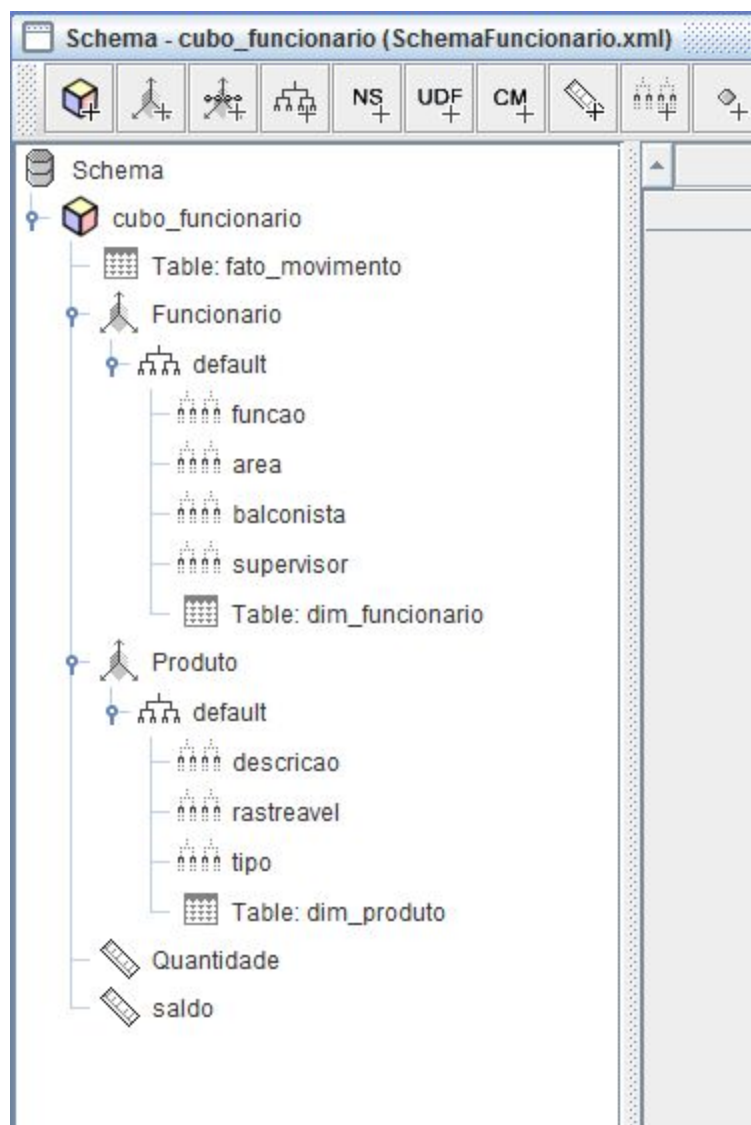 Schema - cubo_funcionario (SchemaFuncionario.xml)
NS UDF CM
Schema
cubo_funcionario
Table: fato_movimento
Funcionario
default
funcao
area
balconista
supervisor
Table: dim_funcionario
Produto
default
descricao
rastreavel
tipo
Table: dim_produto
Quantidade
saldo